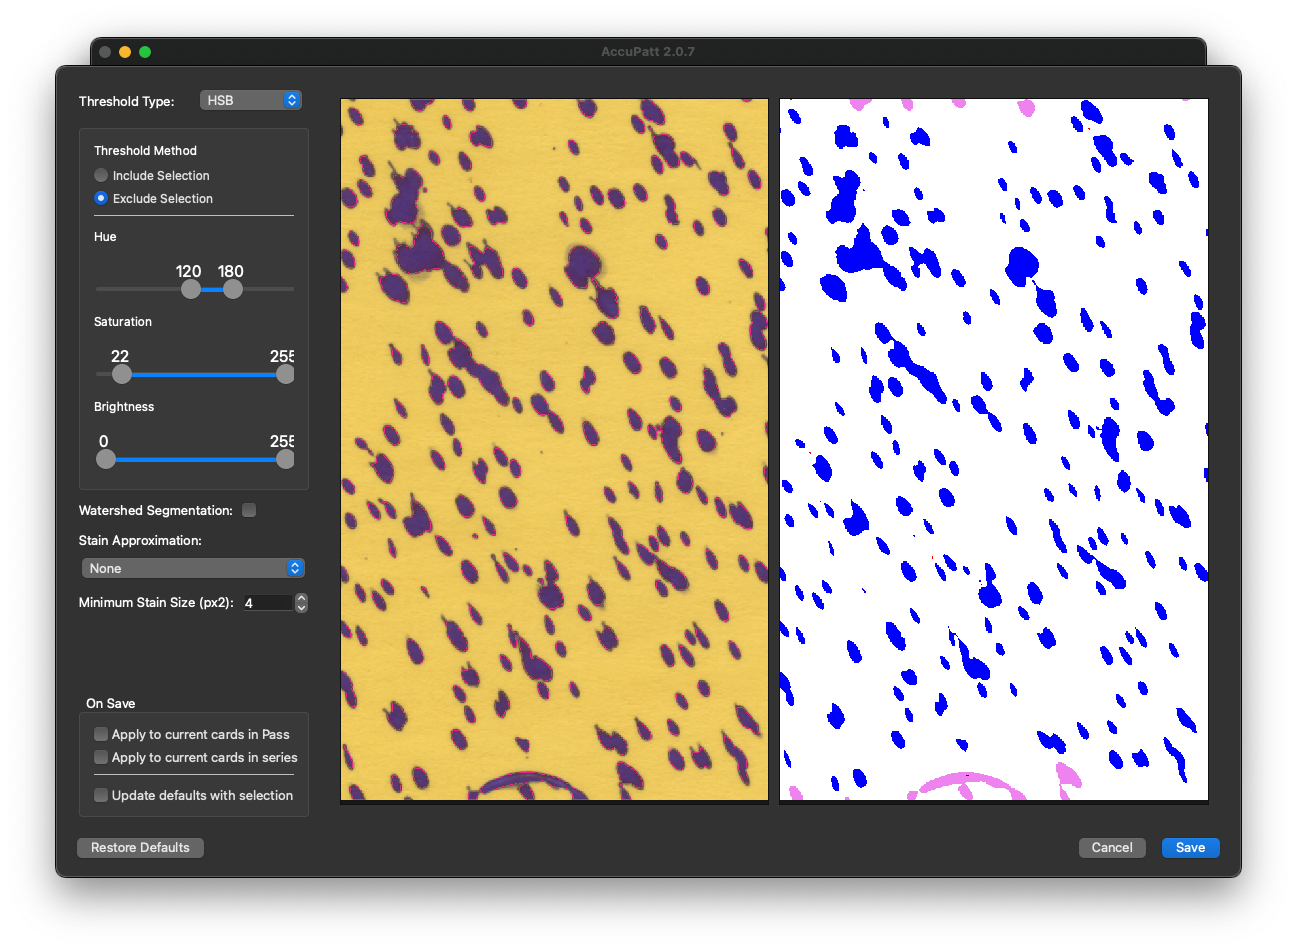 AccuPatt 2.0.7
Threshold Type: HSB
Threshold Method
Include Selection
Exclude Selection
Hue
120 180
Saturation
22 255
Brightness
0 255
Watershed Segmentation:
Stain Approximation:
None
Minimum Stain Size (px2): 4
On Save
Apply to current cards in Pass
Apply to current cards in series
Update defaults with selection
Restore Defaults
Cancel Save